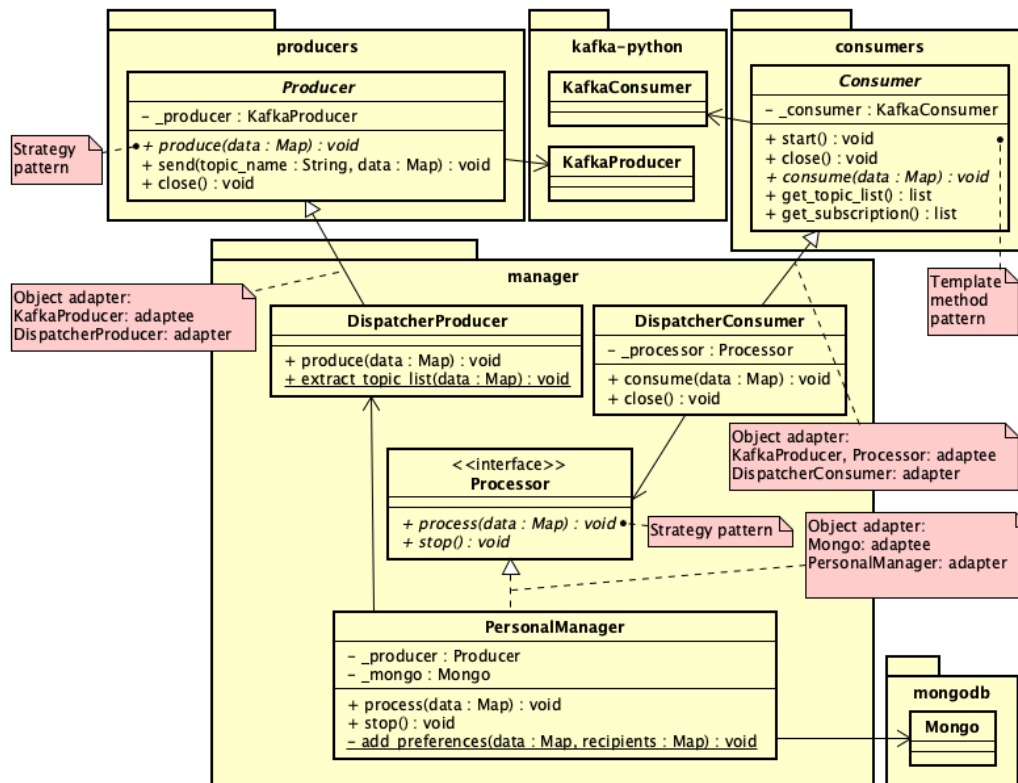 producers
Producer
- _producer : KafkaProducer
+ produce(data : Map) : void
+ send(topic_name : String, data : Map) : void
+ close() : void
Strategy
pattern
kafka-python
KafkaConsumer
KafkaProducer
consumers
Consumer
- _consumer : KafkaConsumer
+ start() : void
+ close() : void
+ consume(data : Map) : void
+ get_topic_list() : list
+ get_subscription() : list
Template
method
pattern
manager
Object adapter:
KafkaProducer: adaptee
DispatcherProducer: adapter
DispatcherProducer
+ produce(data : Map) : void
+ extract_topic_list(data : Map) : void
DispatcherConsumer
- _processor : Processor
+ consume(data : Map) : void
+ close() : void
Object adapter:
KafkaProducer, Processor: adaptee
DispatcherConsumer: adapter
<<interface>>
Processor
+ process(data : Map) : void
+ stop() : void
Strategy pattern
Object adapter:
Mongo: adaptee
PersonalManager: adapter
PersonalManager
- _producer : Producer
- _mongo : Mongo
+ process(data : Map) : void
+ stop() : void
- add_preferences(data : Map, recipients : Map) : void
mongodb
Mongo